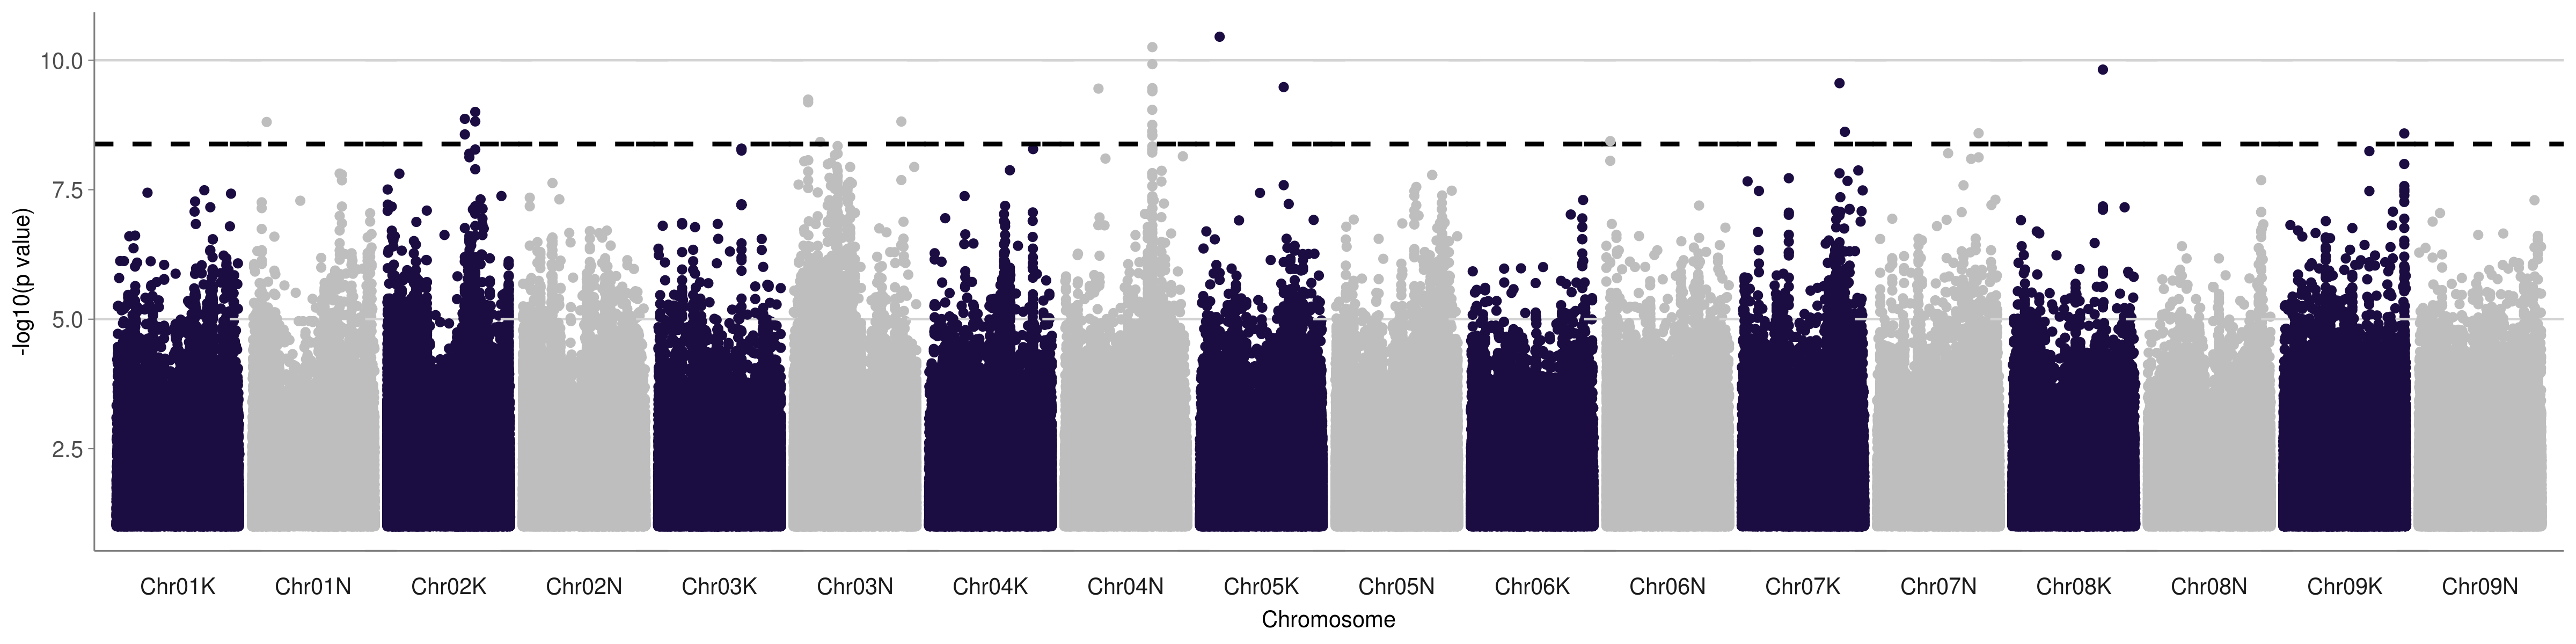 -log10(p value)
10.0
7.5
5.0
2.5
Chr01K Chr01N Chr02K Chr02N Chr03K Chr03N Chr04K Chr04N Chr05K Chr05N Chr06K Chr06N Chr07K Chr07N Chr08K Chr08N Chr09K Chr09N
Chromosome